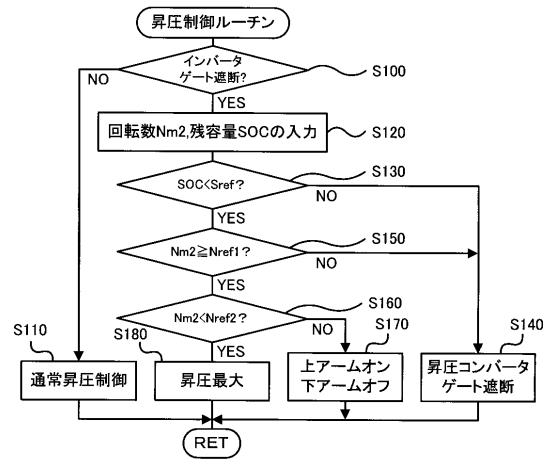 昇圧制御ルーチン
インバータ
ゲート遮断?
S100
NO
YES
回転数Nm2,残容量SOCの入力
S120
SOC<Sref?
S130
NO
YES
Nm2≧Nref1?
S150
NO
YES
Nm2<Nref2?
S160
NO
YES
S110
通常昇圧制御
S180
昇圧最大
S170
上アームオン
下アームオフ
S140
昇圧コンバータ
ゲート遮断
RET